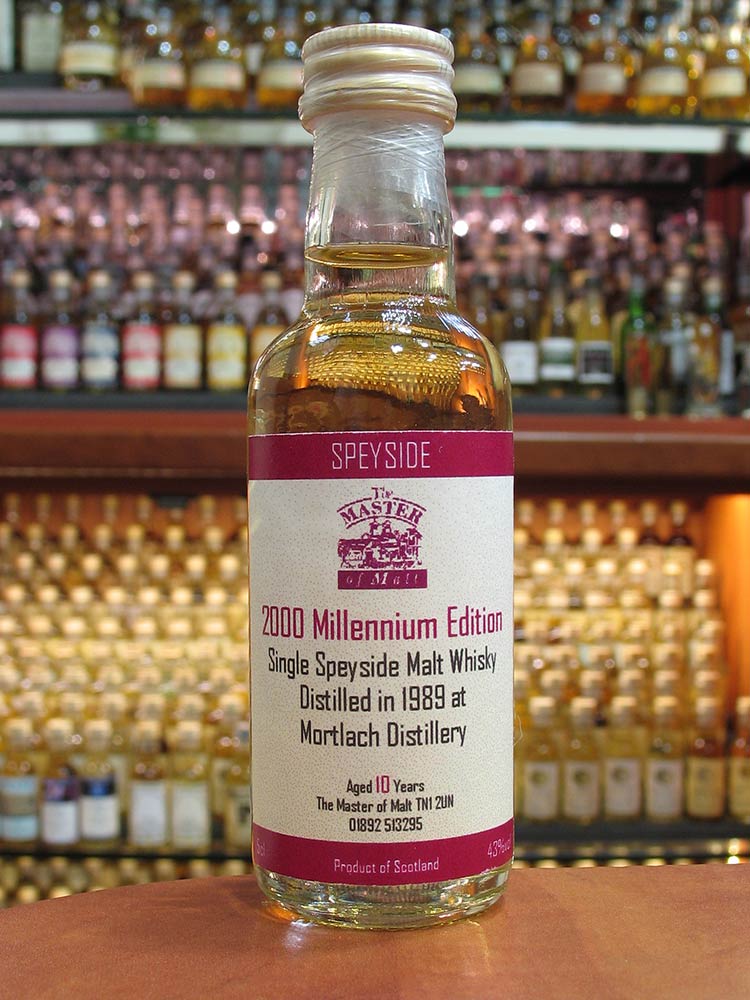 SPEYSIDE
The
MASTER
of Malt
2000 Millennium Edition
Single Speyside Malt Whisky
Distilled in 1989 at
Mortlach Distillery
Aged 10 Years
The Master of Malt TN1 2UN
01892 513295
Product of Scotland
43%